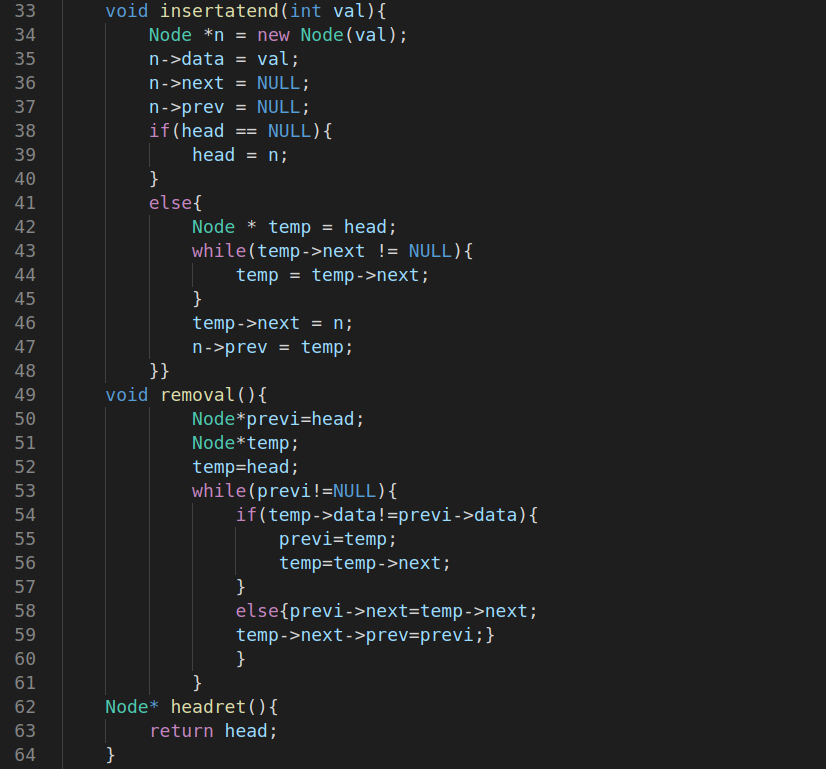 33 void insertatend(int val){
34 Node *n = new Node(val);
35 n->data = val;
36 n->next = NULL;
37 n->prev = NULL;
38 if(head == NULL){
39 head = n;
40 }
41 else{
42 Node * temp = head;
43 while(temp->next != NULL){
44 temp = temp->next;
45 }
46 temp->next = n;
47 n->prev = temp;
48 }}
49 void removal(){
50 Node*previ=head;
51 Node*temp;
52 temp=head;
53 while(previ!=NULL){
54 if(temp->data!=previ->data){
55 previ=temp;
56 temp=temp->next;
57 }
58 else{previ->next=temp->next;
59 temp->next->prev=previ;}
60 }
61 }
62 Node* headret(){
63 return head;
64 }